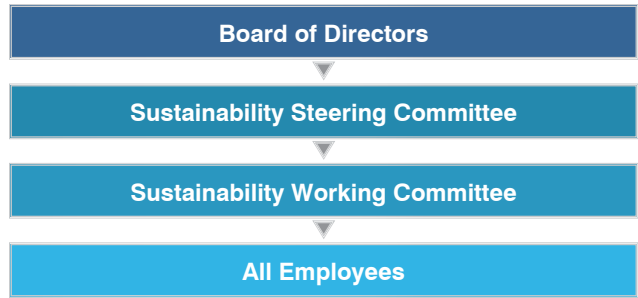 Board of Directors
Sustainability Steering Committee
Sustainability Working Committee
All Employees